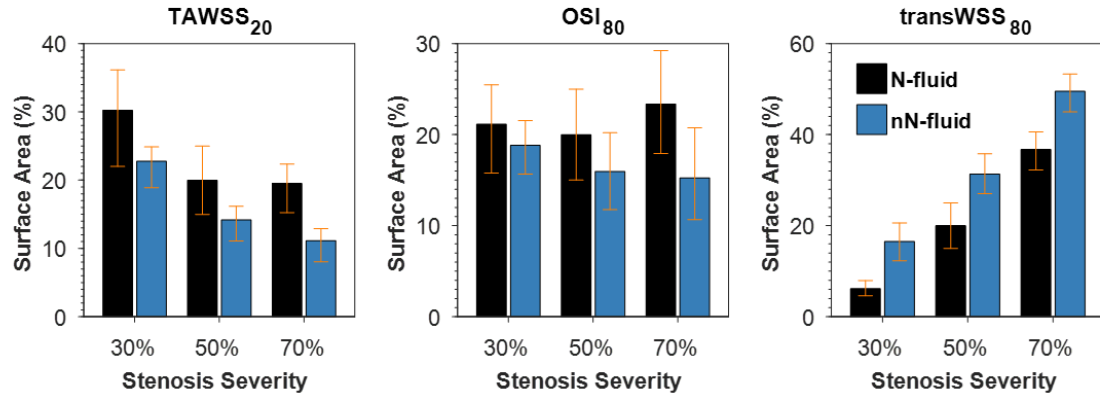 TAWSS20
Surface Area (%)
40
30
20
10
0
30% 50% 70%
Stenosis Severity
OSI80
Surface Area (%)
30
20
10
0
30% 50% 70%
Stenosis Severity
transWSS80
Surface Area (%)
60
40
20
0
N-fluid
nN-fluid
30% 50% 70%
Stenosis Severity